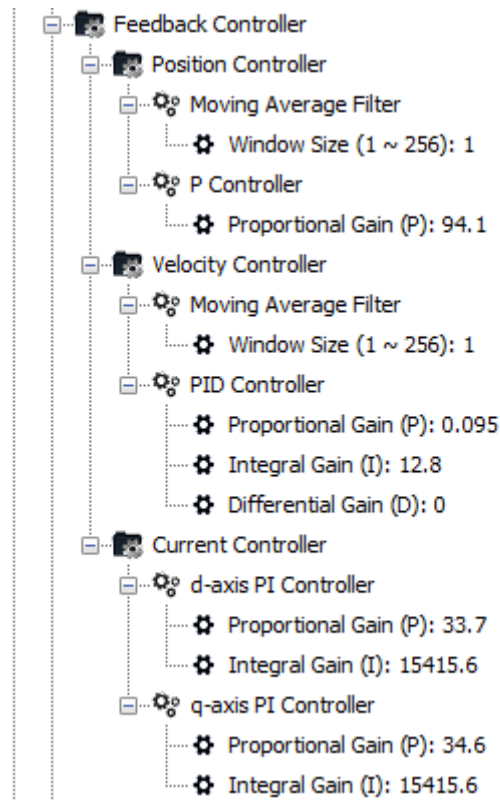 Feedback Controller
Position Controller
Moving Average Filter
Window Size (1 ~ 256): 1
P Controller
Proportional Gain (P): 94.1
Velocity Controller
Moving Average Filter
Window Size (1 ~ 256): 1
PID Controller
Proportional Gain (P): 0.095
Integral Gain (I): 12.8
Differential Gain (D): 0
Current Controller
d-axis PI Controller
Proportional Gain (P): 33.7
Integral Gain (I): 15415.6
q-axis PI Controller
Proportional Gain (P): 34.6
Integral Gain (I): 15415.6